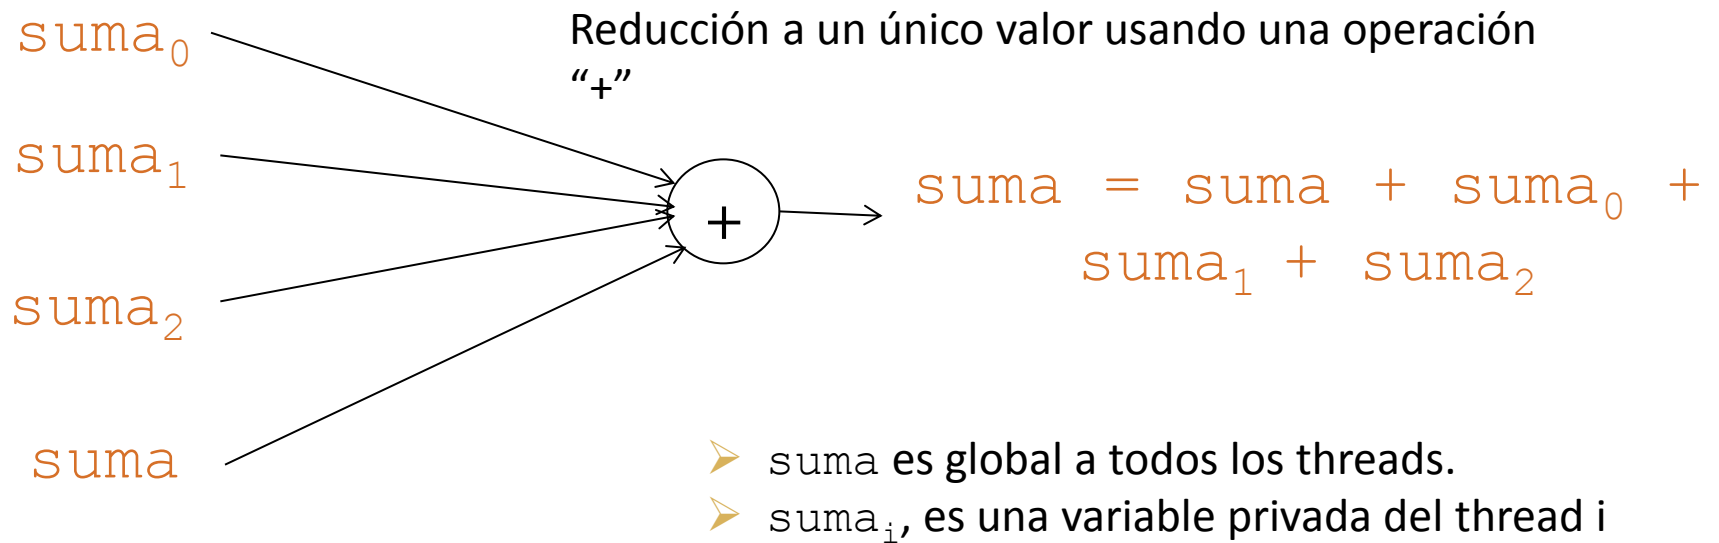 suma₀
Reducción a un único valor usando una operación
“+”
suma₁
+
suma = suma + suma₀ +
suma₁ + suma₂
suma₂
suma
➤ suma es global a todos los threads.
➤ sumaᵢ, es una variable privada del thread i